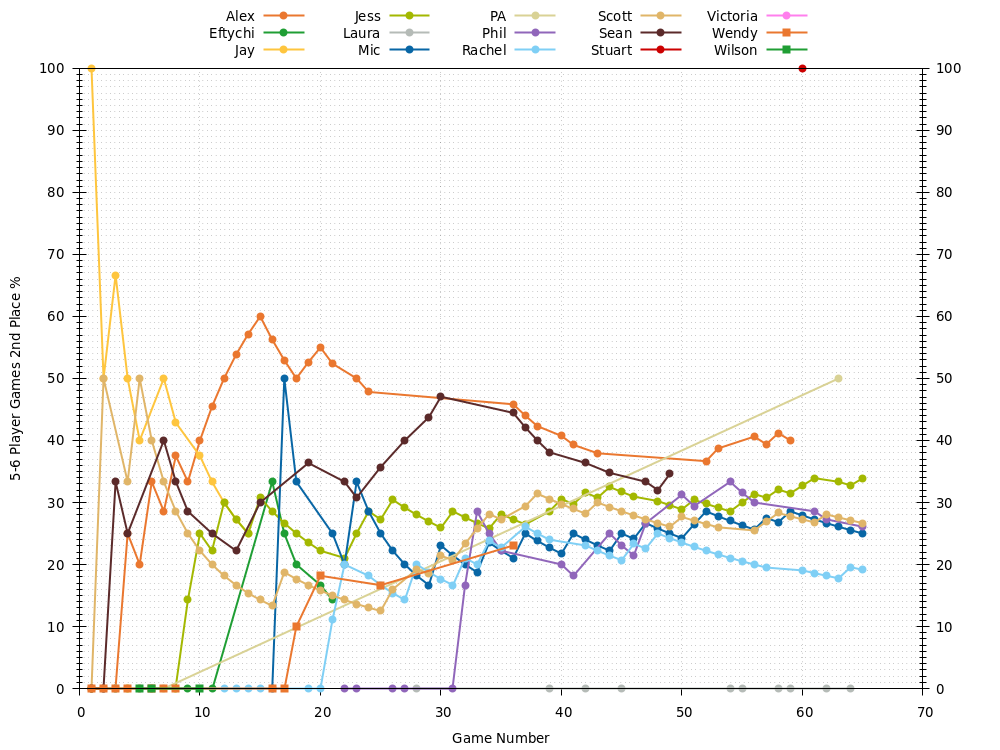 Alex Jess PA Scott Victoria
Eftychi Laura Phil Sean Wendy
Jay Mic Rachel Stuart Wilson
100 100
90 90
80 80
70 70
60 60
50 50
40 40
30 30
20 20
10 10
0 0
5-6 Player Games 2nd Place %
0 10 20 30 40 50 60 70
Game Number